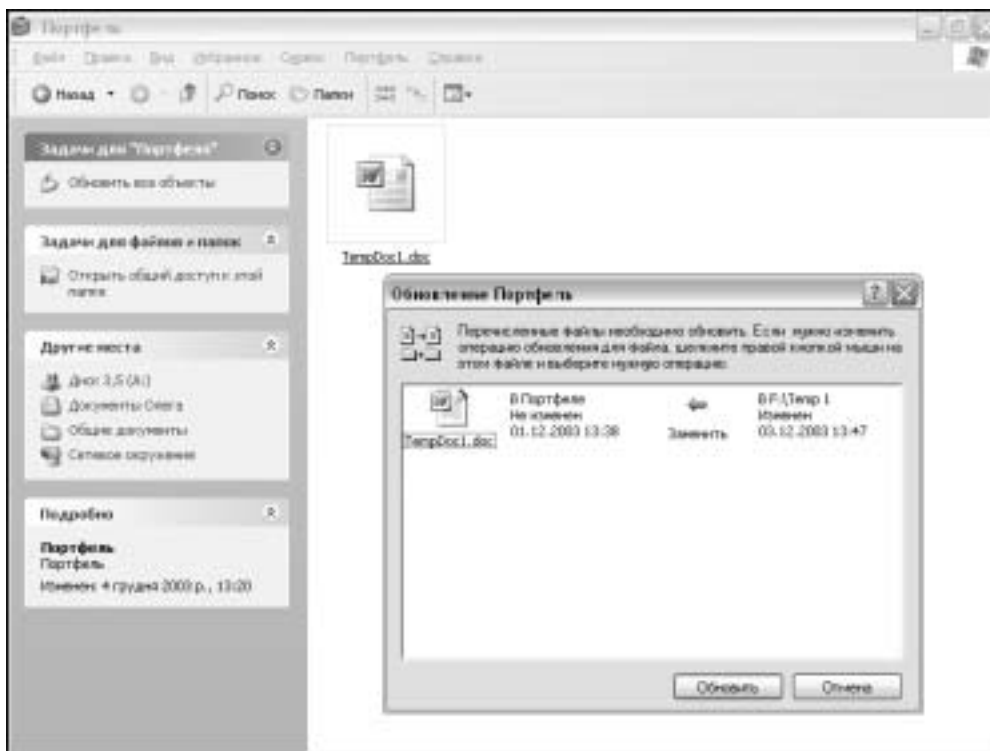 Портфель
Файл Правка Вид Избранное Сервис Портфель Справка
Назад Поиск Папки
Задачи для "Портфеля"
Обновить все объекты
TempDoc1.doc
Задачи для файлов и папок
Открыть общий доступ к этой
папке
Другие места
Диск 3,5 (A:)
Документы Олега
Общие документы
Сетевое окружение
Подробно
Портфель
Портфель
Изменен: 4 грудня 2003 р., 13:20
Обновление Портфель
Перечисленные файлы необходимо обновить. Если нужно изменить
операцию обновления для файла, щелкните правой кнопкой мыши на
этом файле и выберите нужную операцию.
TempDoc1.doc
В Портфеле
Не изменен
01.12.2003 13:38
Заменить
В F:\Temp 1
Изменен
03.12.2003 13:47
Обновить Отмена